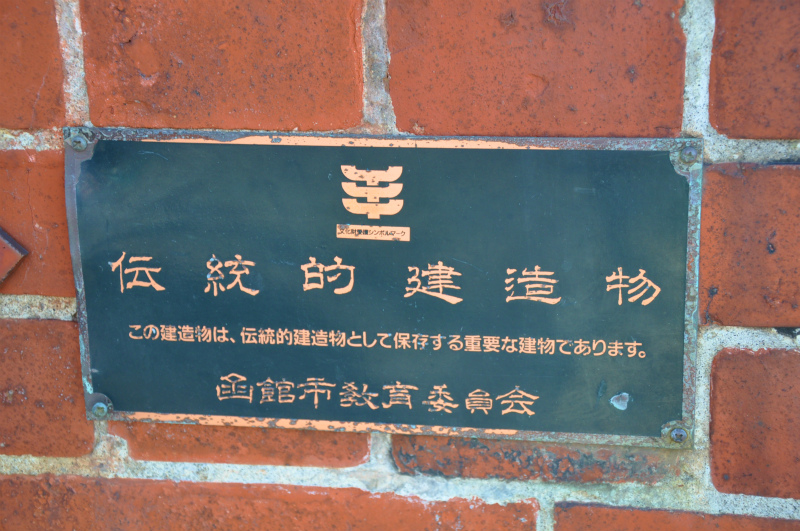 文化財愛護シンボルマーク
伝統的建造物
この建造物は、伝統的建造物として保存する重要な建物であります。
函館市教育委員会